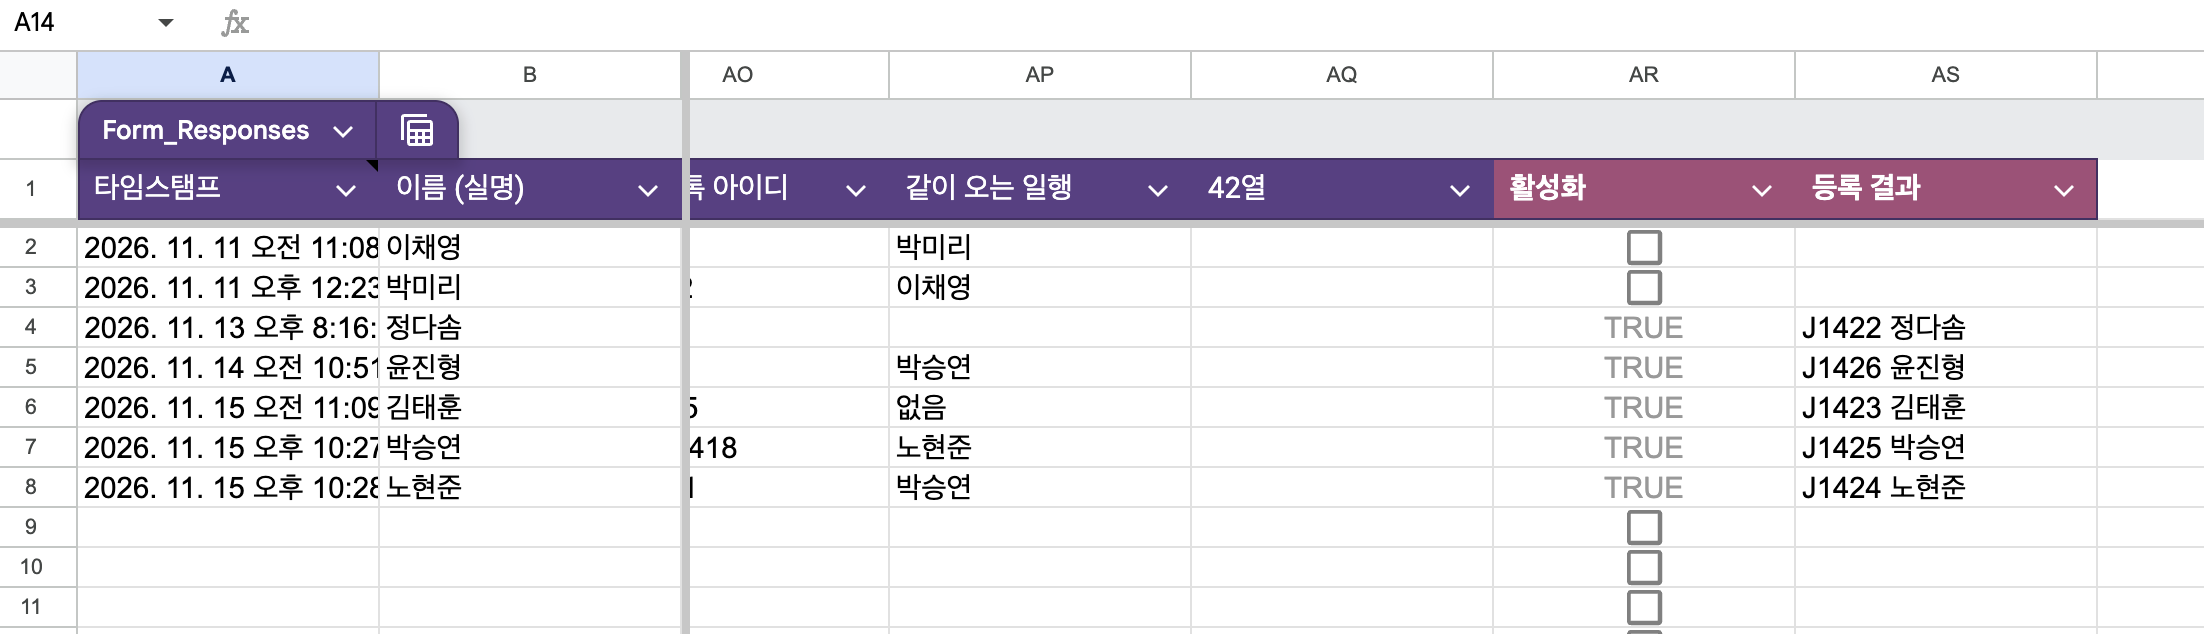 A14 fx
A B AO AP AQ AR AS
Form_Responses
1 타임스탬프 이름 (실명) 톡 아이디 같이 오는 일행 42열 활성화 등록 결과
2 2026. 11. 11 오전 11:08 이채영 박미리
3 2026. 11. 11 오후 12:23 박미리 2 이채영
4 2026. 11. 13 오후 8:16: 정다솜 TRUE J1422 정다솜
5 2026. 11. 14 오전 10:51 윤진형 박승연 TRUE J1426 윤진형
6 2026. 11. 15 오전 11:09 김태훈 5 없음 TRUE J1423 김태훈
7 2026. 11. 15 오후 10:27 박승연 418 노현준 TRUE J1425 박승연
8 2026. 11. 15 오후 10:28 노현준 박승연 TRUE J1424 노현준
9
10
11